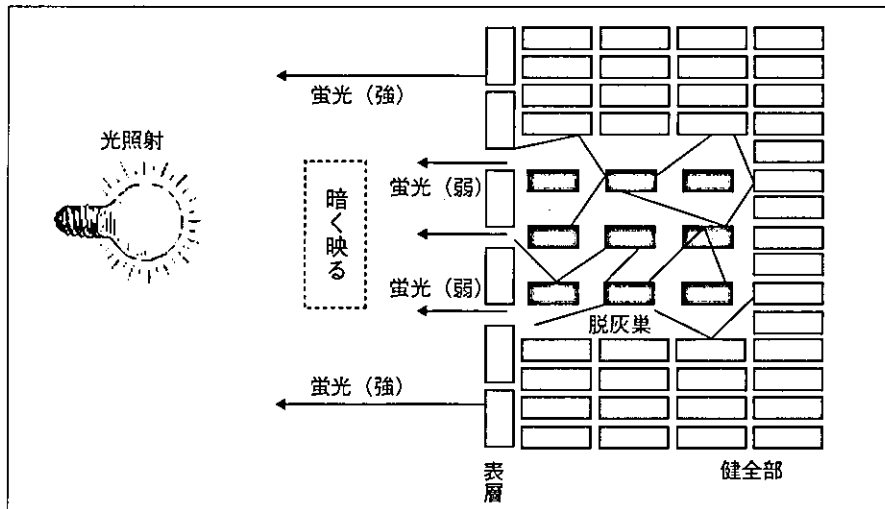 蛍光（強）
光照射
蛍光（弱）
暗く映る
蛍光（弱）
脱灰巣
蛍光（強）
表層
健全部